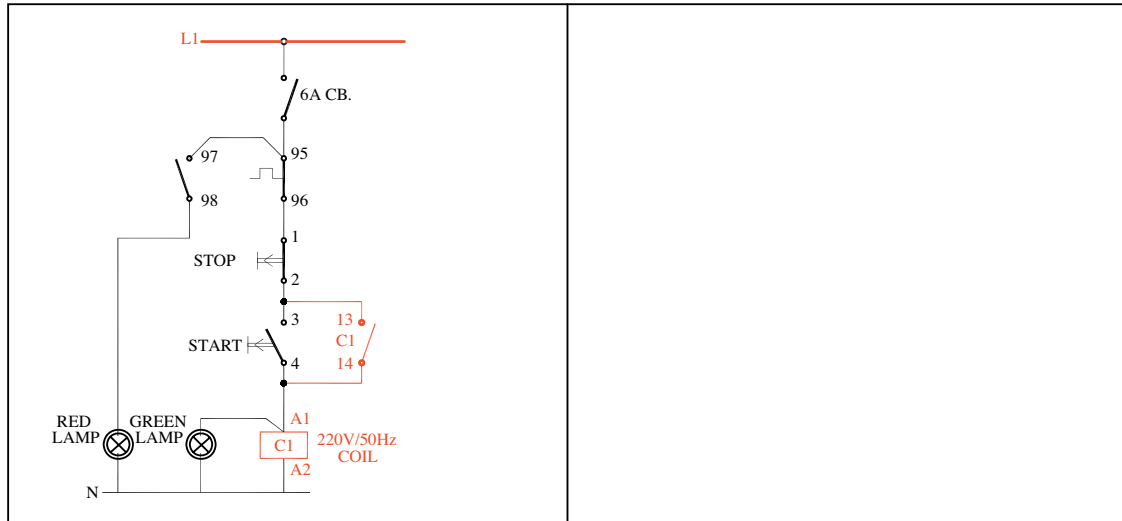 L1
6A CB.
97
95
98
96
1
STOP
2
3
13
START
C1
4
14
RED
LAMP
GREEN
LAMP
A1
C1
220V/50Hz
COIL
A2
N